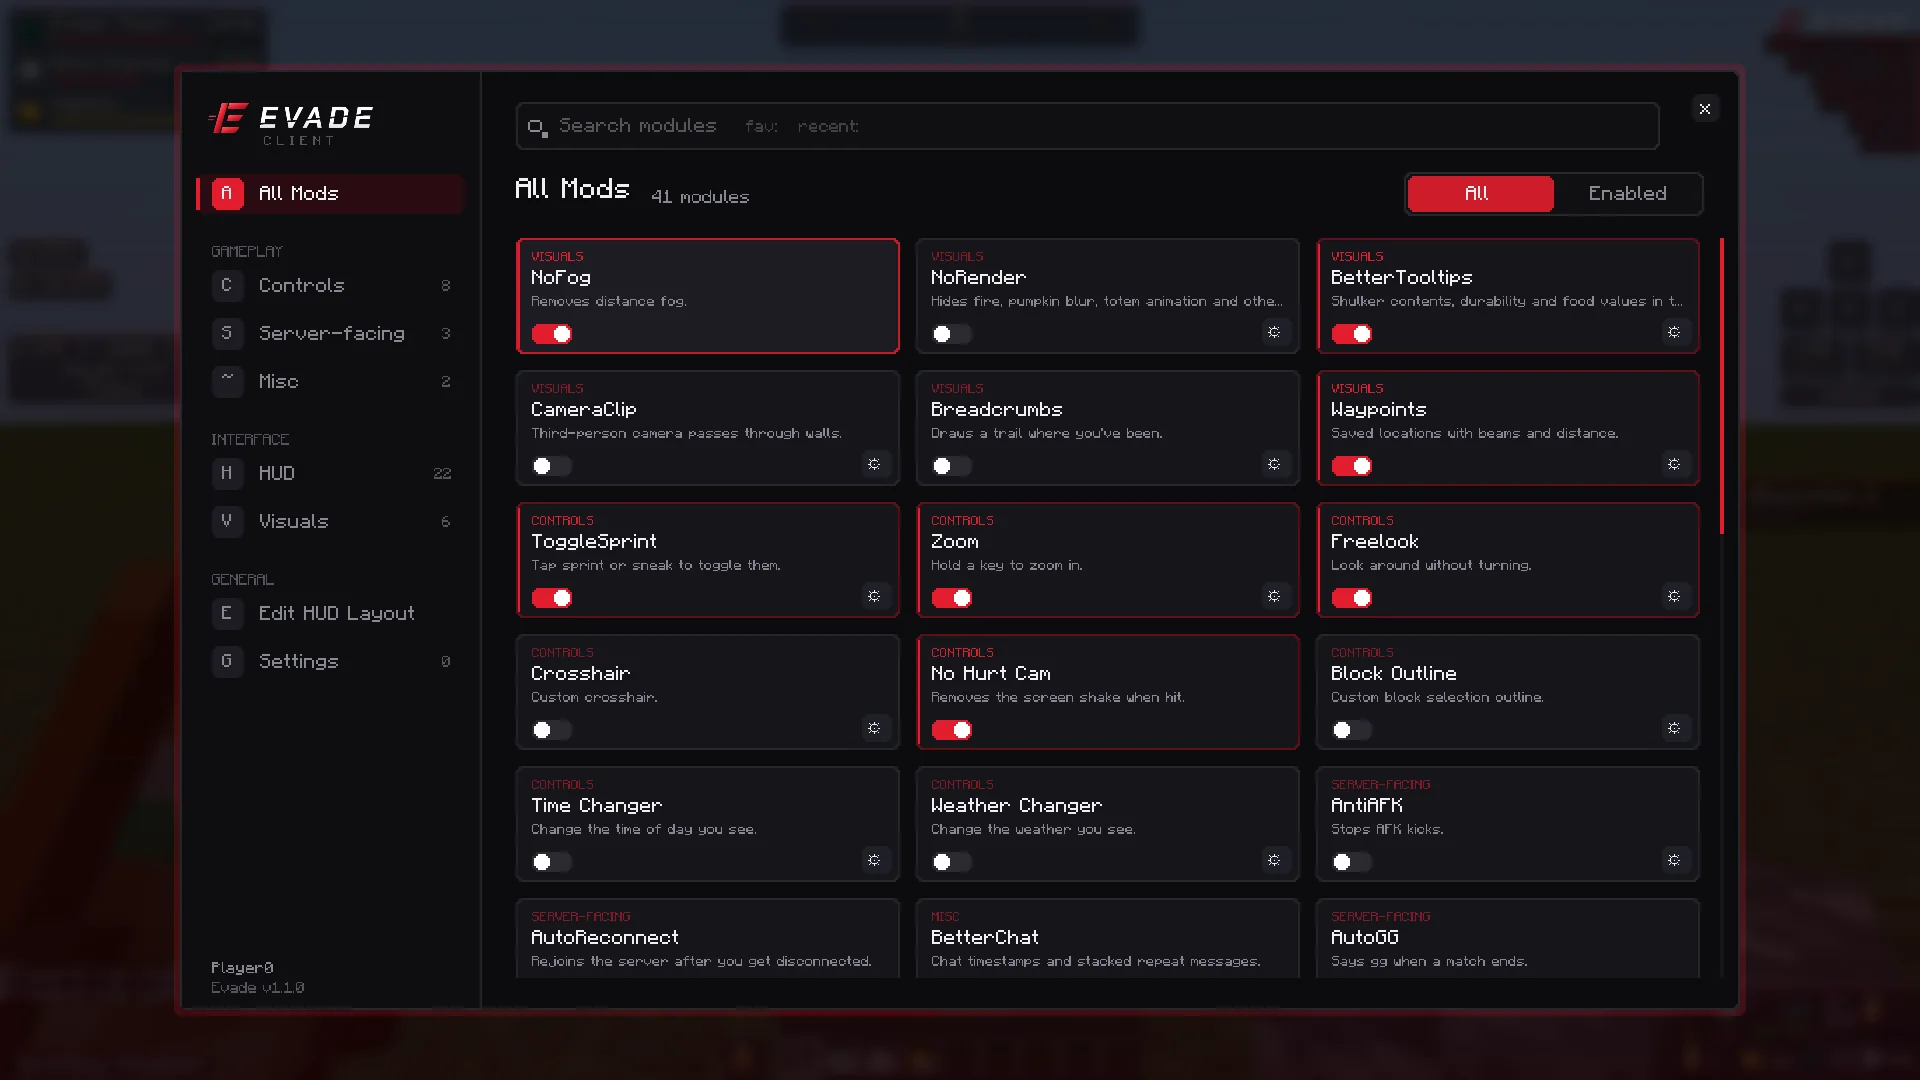 EVADE
CLIENT
A All Mods
GAMEPLAY
C Controls 8
S Server-facing 3
~ Misc 2
INTERFACE
H HUD 22
V Visuals 6
GENERAL
E Edit HUD Layout
G Settings 0
Player0
Evade v1.1.0
Search modules fav: recent:
All Mods 41 modules
All Enabled
VISUALS
NoFog
Removes distance fog.
VISUALS
NoRender
Hides fire, pumpkin blur, totem animation and othe...
VISUALS
BetterTooltips
Shulker contents, durability and food values in t...
VISUALS
CameraClip
Third-person camera passes through walls.
VISUALS
Breadcrumbs
Draws a trail where you've been.
VISUALS
Waypoints
Saved locations with beams and distance.
CONTROLS
ToggleSprint
Tap sprint or sneak to toggle them.
CONTROLS
Zoom
Hold a key to zoom in.
CONTROLS
Freelook
Look around without turning.
CONTROLS
Crosshair
Custom crosshair.
CONTROLS
No Hurt Cam
Removes the screen shake when hit.
CONTROLS
Block Outline
Custom block selection outline.
CONTROLS
Time Changer
Change the time of day you see.
CONTROLS
Weather Changer
Change the weather you see.
SERVER-FACING
AntiAFK
Stops AFK kicks.
SERVER-FACING
AutoReconnect
Rejoins the server after you get disconnected.
MISC
BetterChat
Chat timestamps and stacked repeat messages.
SERVER-FACING
AutoGG
Says gg when a match ends.